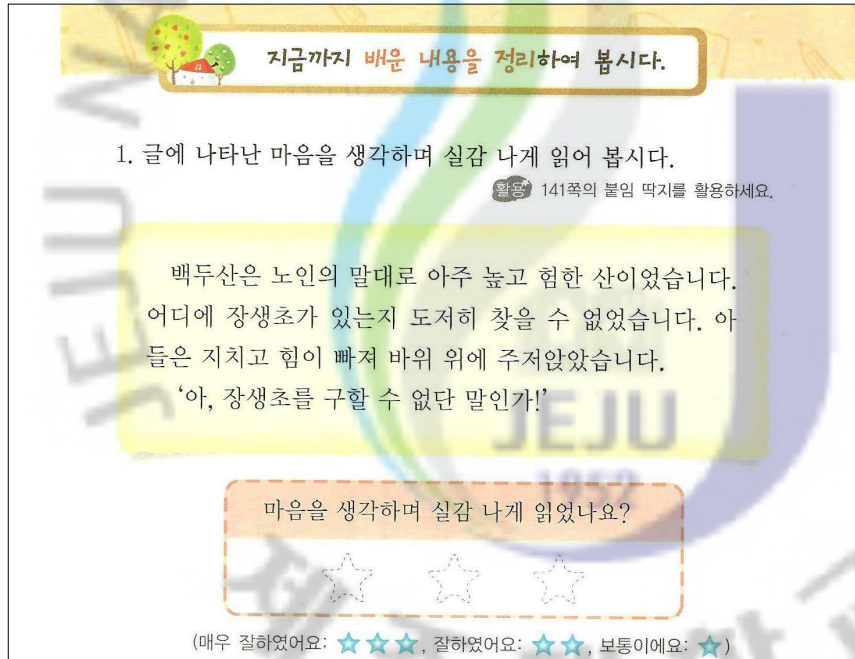 지금까지 배운 내용을 정리하여 봅시다.
1. 글에 나타난 마음을 생각하며 실감 나게 읽어 봅시다.
활용 141쪽의 붙임 딱지를 활용하세요.
백두산은 노인의 말대로 아주 높고 험한 산이었습니다.
어디에 장생초가 있는지 도저히 찾을 수 없었습니다. 아
들은 지치고 힘이 빠져 바위 위에 주저앉았습니다.
‘아, 장생초를 구할 수 없단 말인가!’
JEJU
1952
마음을 생각하며 실감 나게 읽었나요?
(매우 잘하였어요: ★★★, 잘하였어요: ★★, 보통이에요: ★)